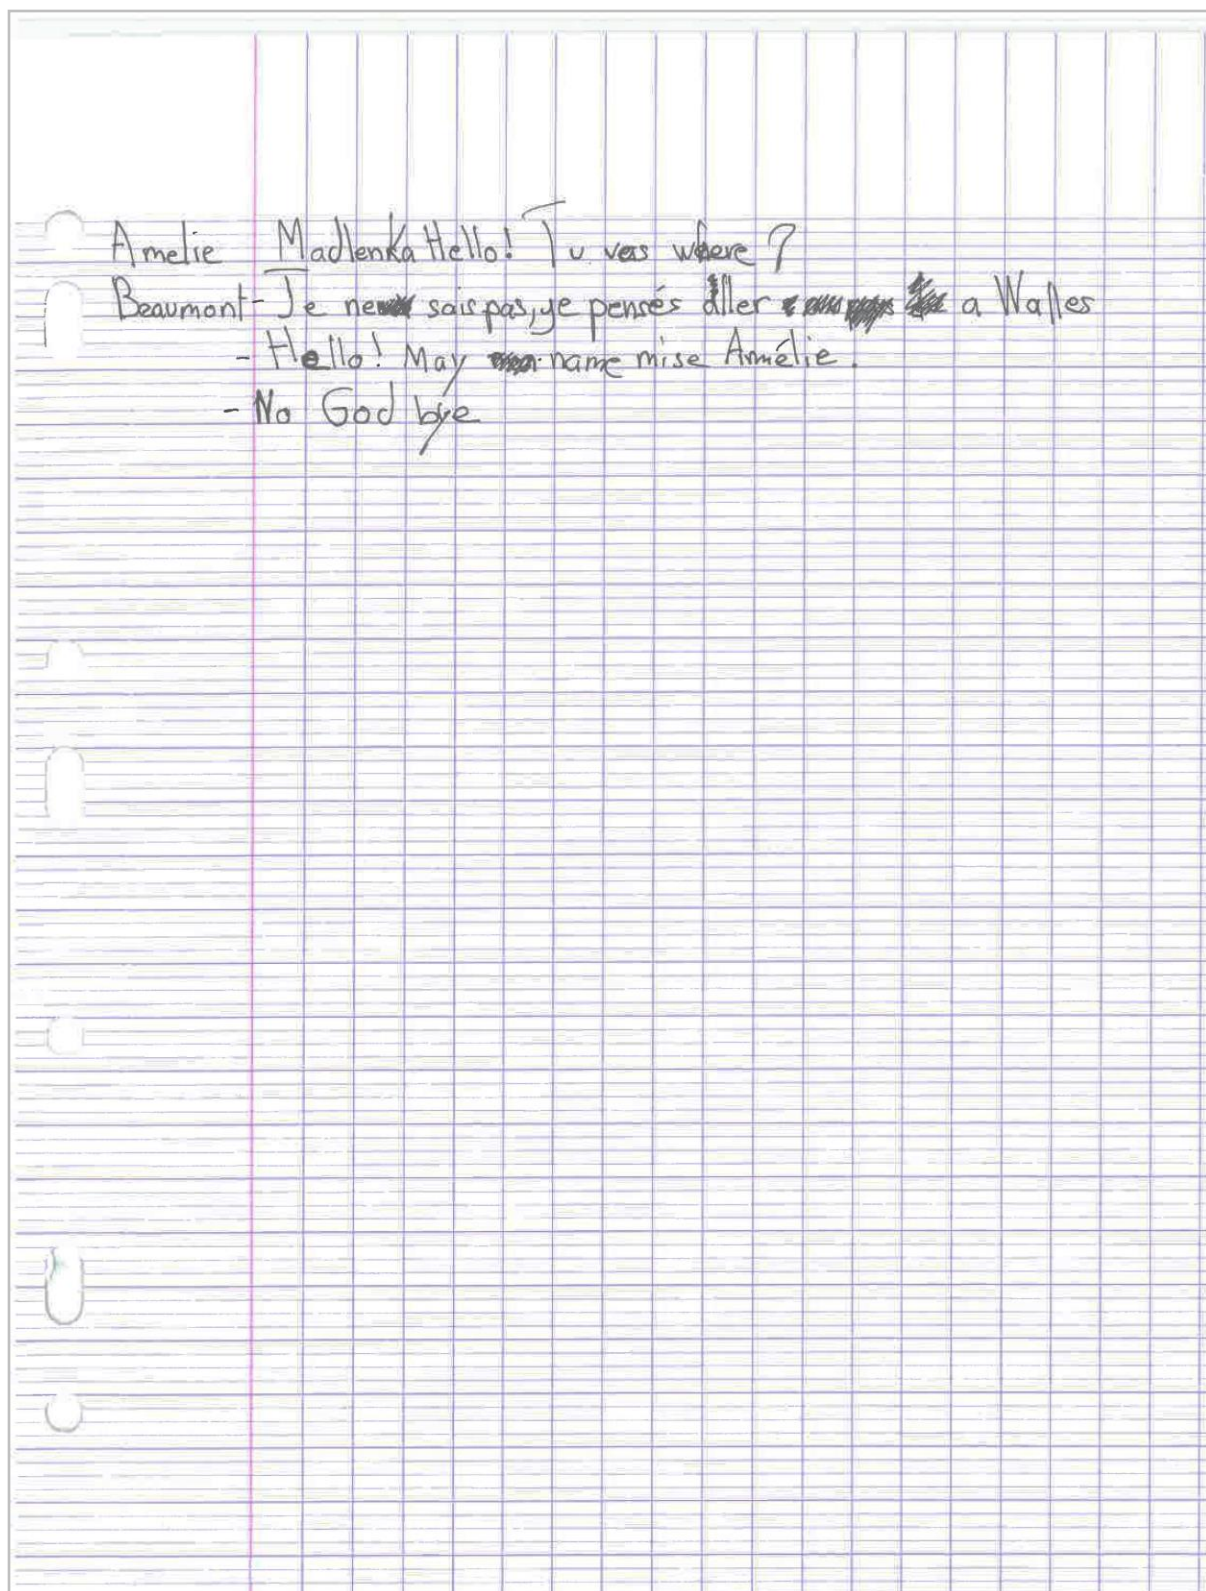 Amelie Madlenka Hello! Tu vas where?
Beaumont - Je ne sais pas, je pensés aller a Walles
- Hello! May name mise Amélie.
- No God bye